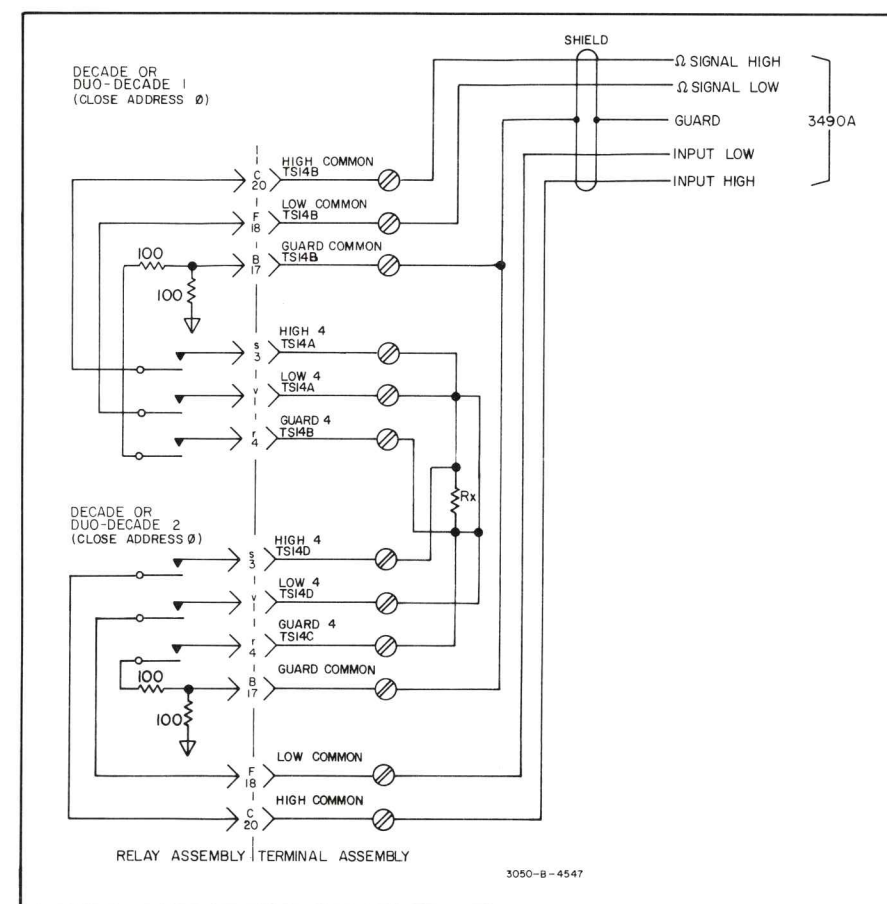 SHIELD
Ω SIGNAL HIGH
Ω SIGNAL LOW
GUARD
3490A
INPUT LOW
INPUT HIGH
DECADE OR
DUO-DECADE 1
(CLOSE ADDRESS Ø)
C
20
HIGH COMMON
TS14B
F
18
LOW COMMON
TS14B
100
B
17
GUARD COMMON
TS14B
100
s
3
HIGH 4
TS14A
v
1
LOW 4
TS14A
r
4
GUARD 4
TS14B
Rx
DECADE OR
DUO-DECADE 2
(CLOSE ADDRESS Ø)
s
3
HIGH 4
TS14D
v
1
LOW 4
TS14D
r
4
GUARD 4
TS14C
100
B
17
GUARD COMMON
100
F
18
LOW COMMON
C
20
HIGH COMMON
RELAY ASSEMBLY
TERMINAL ASSEMBLY
3050-B-4547